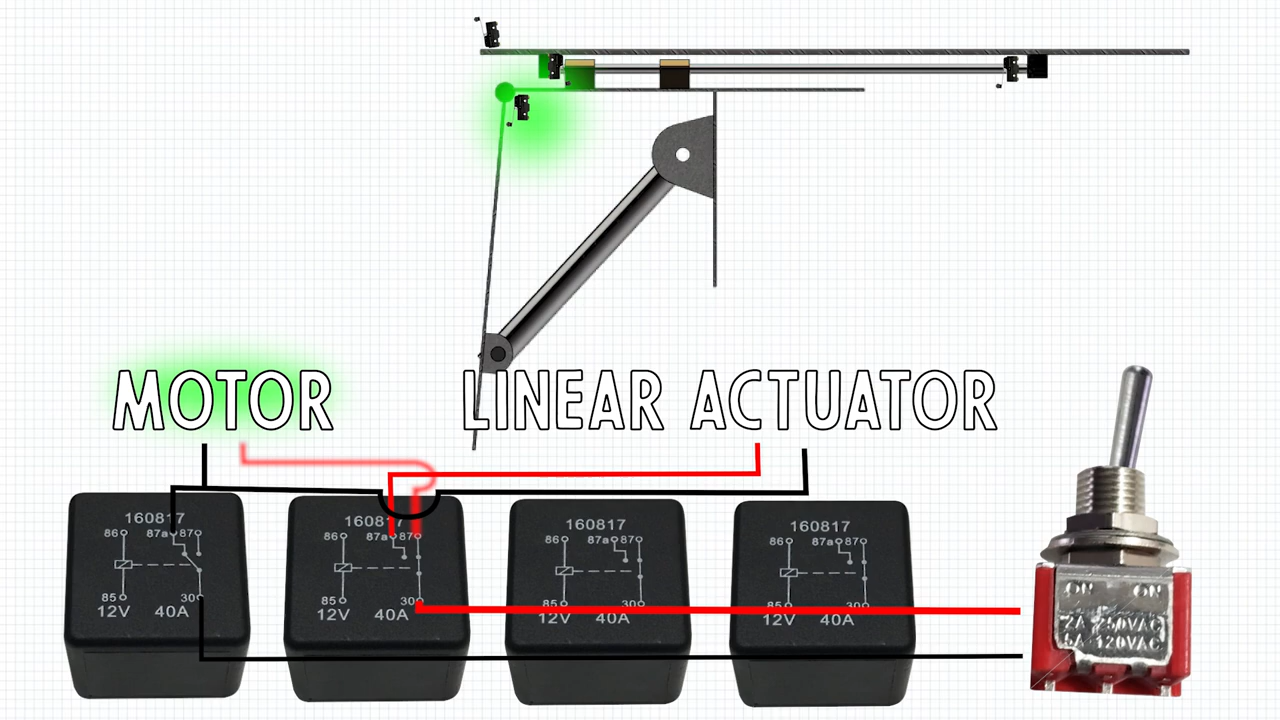 MOTOR
LINEAR ACTUATOR
160817
86 87a 87
85 30
12V 40A
160817
86 87a 87
85 30
12V 40A
160817
86 87a 87
85 30
12V 40A
160817
86 87a 87
85 30
12V 40A
ON ON
2A 250VAC
5A 120VAC